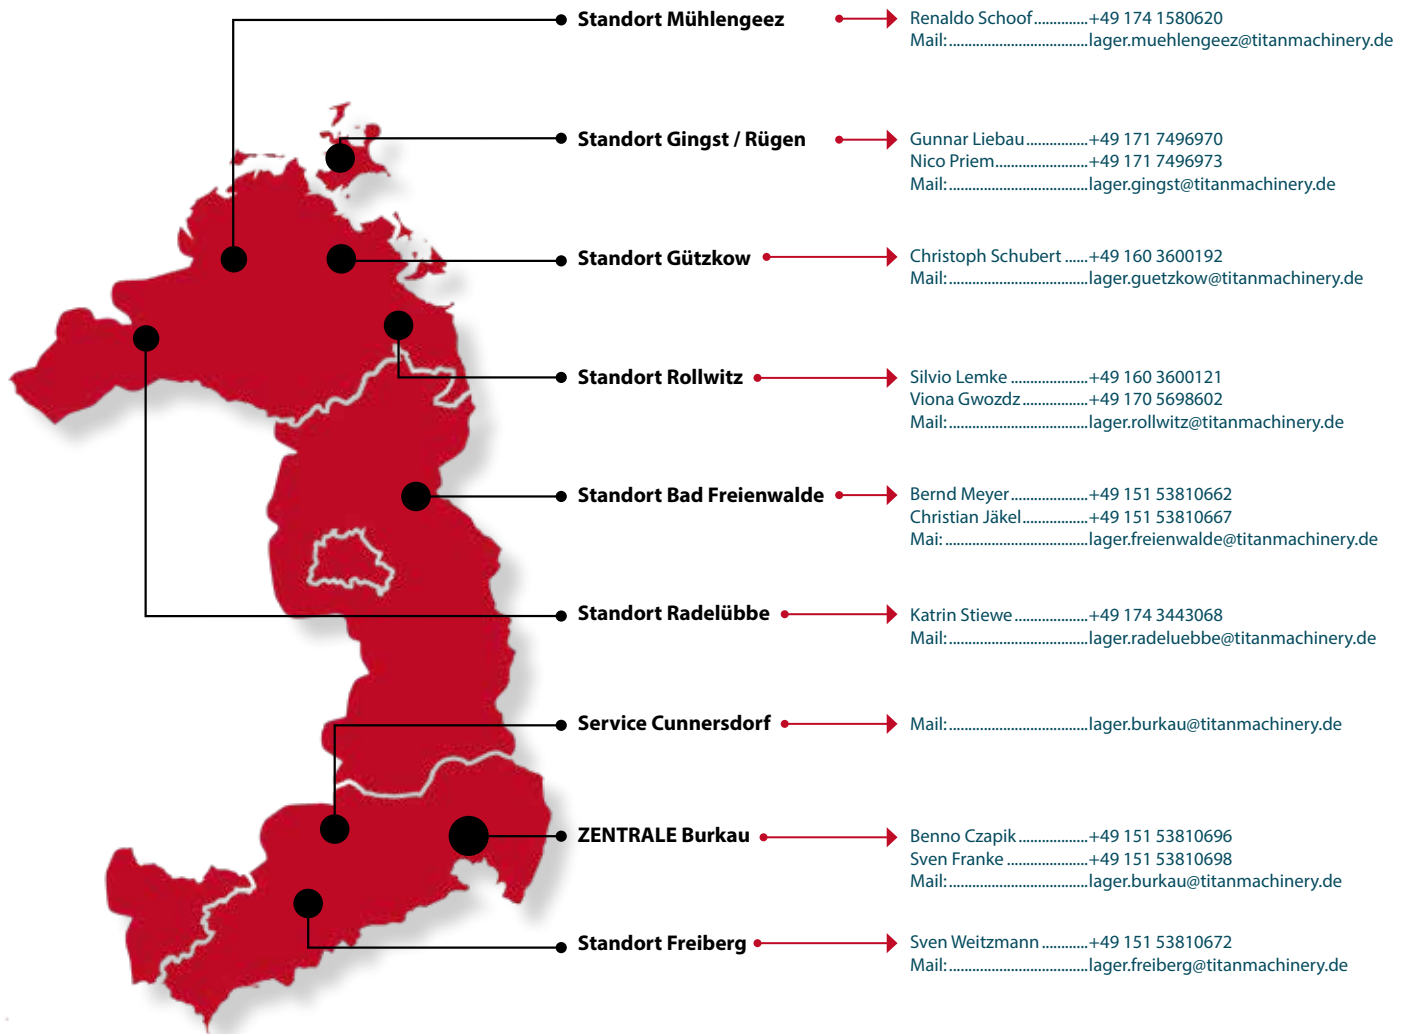 Standort Mühlengeez
Renaldo Schoof..............+49 174 1580620
Mail:....................................lager.muehlengeez@titanmachinery.de
Standort Gingst / Rügen
Gunnar Liebau................+49 171 7496970
Nico Priem........................+49 171 7496973
Mail:....................................lager.gingst@titanmachinery.de
Standort Gützkow
Christoph Schubert ......+49 160 3600192
Mail:....................................lager.guetzkow@titanmachinery.de
Standort Rollwitz
Silvio Lemke ....................+49 160 3600121
Viona Gwozdz.................+49 170 5698602
Mail:....................................lager.rollwitz@titanmachinery.de
Standort Bad Freienwalde
Bernd Meyer....................+49 151 53810662
Christian Jäkel.................+49 151 53810667
Mai: .....................................lager.freienwalde@titanmachinery.de
Standort Radelübbe
Katrin Stiewe...................+49 174 3443068
Mail:....................................lager.radeluebbe@titanmachinery.de
Service Cunnersdorf
Mail:....................................lager.burkau@titanmachinery.de
ZENTRALE Burkau
Benno Czapik..................+49 151 53810696
Sven Franke .....................+49 151 53810698
Mail:....................................lager.burkau@titanmachinery.de
Standort Freiberg
Sven Weitzmann ............+49 151 53810672
Mail:....................................lager.freiberg@titanmachinery.de